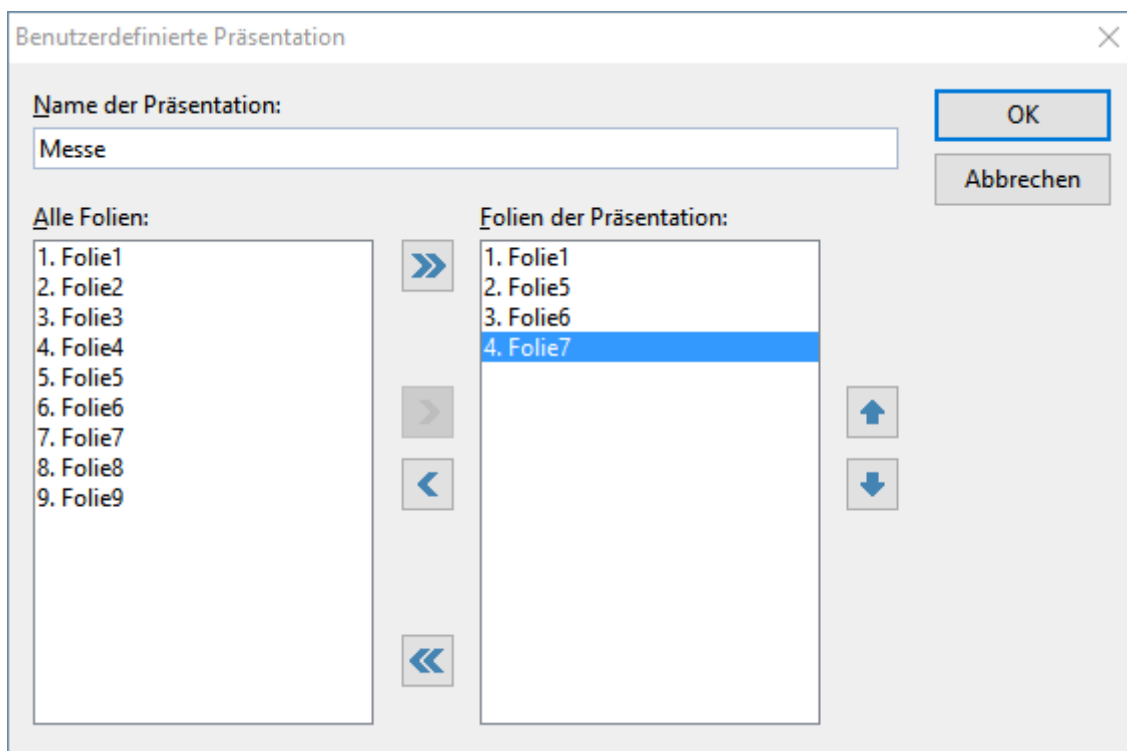 Benutzerdefinierte Präsentation
Name der Präsentation:
Messe
OK
Abbrechen
Alle Folien:
1. Folie1
2. Folie2
3. Folie3
4. Folie4
5. Folie5
6. Folie6
7. Folie7
8. Folie8
9. Folie9
Folien der Präsentation:
1. Folie1
2. Folie5
3. Folie6
4. Folie7